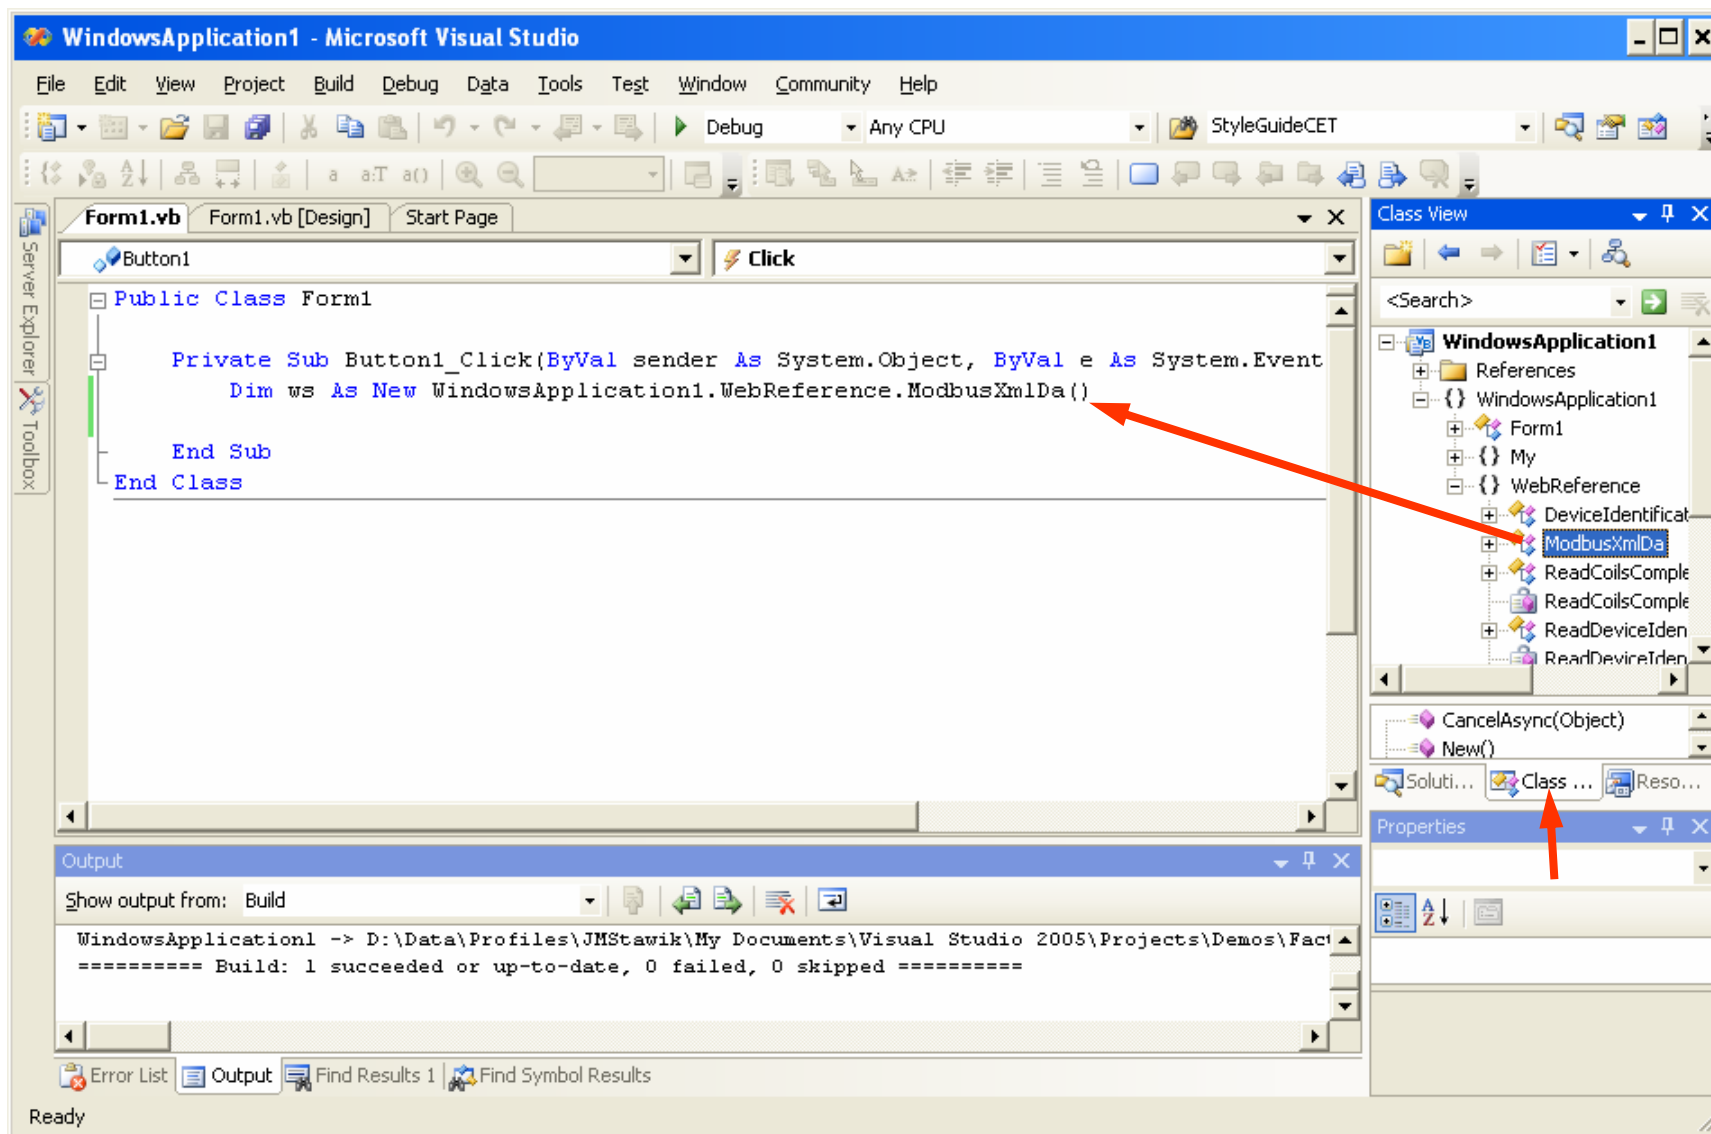 WindowsApplication1 - Microsoft Visual Studio
File Edit View Project Build Debug Data Tools Test Window Community Help
Debug Any CPU StyleGuideCET
a a:T a()
Form1.vb Form1.vb [Design] Start Page
Button1 Click
Server Explorer
Toolbox
Public Class Form1
Private Sub Button1_Click(ByVal sender As System.Object, ByVal e As System.Event
Dim ws As New WindowsApplication1.WebReference.ModbusXmlDa()
End Sub
End Class
Class View
<Search>
WindowsApplication1
References
{} WindowsApplication1
Form1
{} My
{} WebReference
DeviceIdentificat
ModbusXmlDa
ReadCoilsComple
ReadCoilsComple
ReadDeviceIden
ReadDeviceIden
CancelAsync(Object)
New()
Soluti... Class ... Reso...
Properties
Output
Show output from: Build
WindowsApplication1 -> D:\Data\Profiles\JMStawik\My Documents\Visual Studio 2005\Projects\Demos\Fact
========== Build: 1 succeeded or up-to-date, 0 failed, 0 skipped ==========
Error List Output Find Results 1 Find Symbol Results
Ready